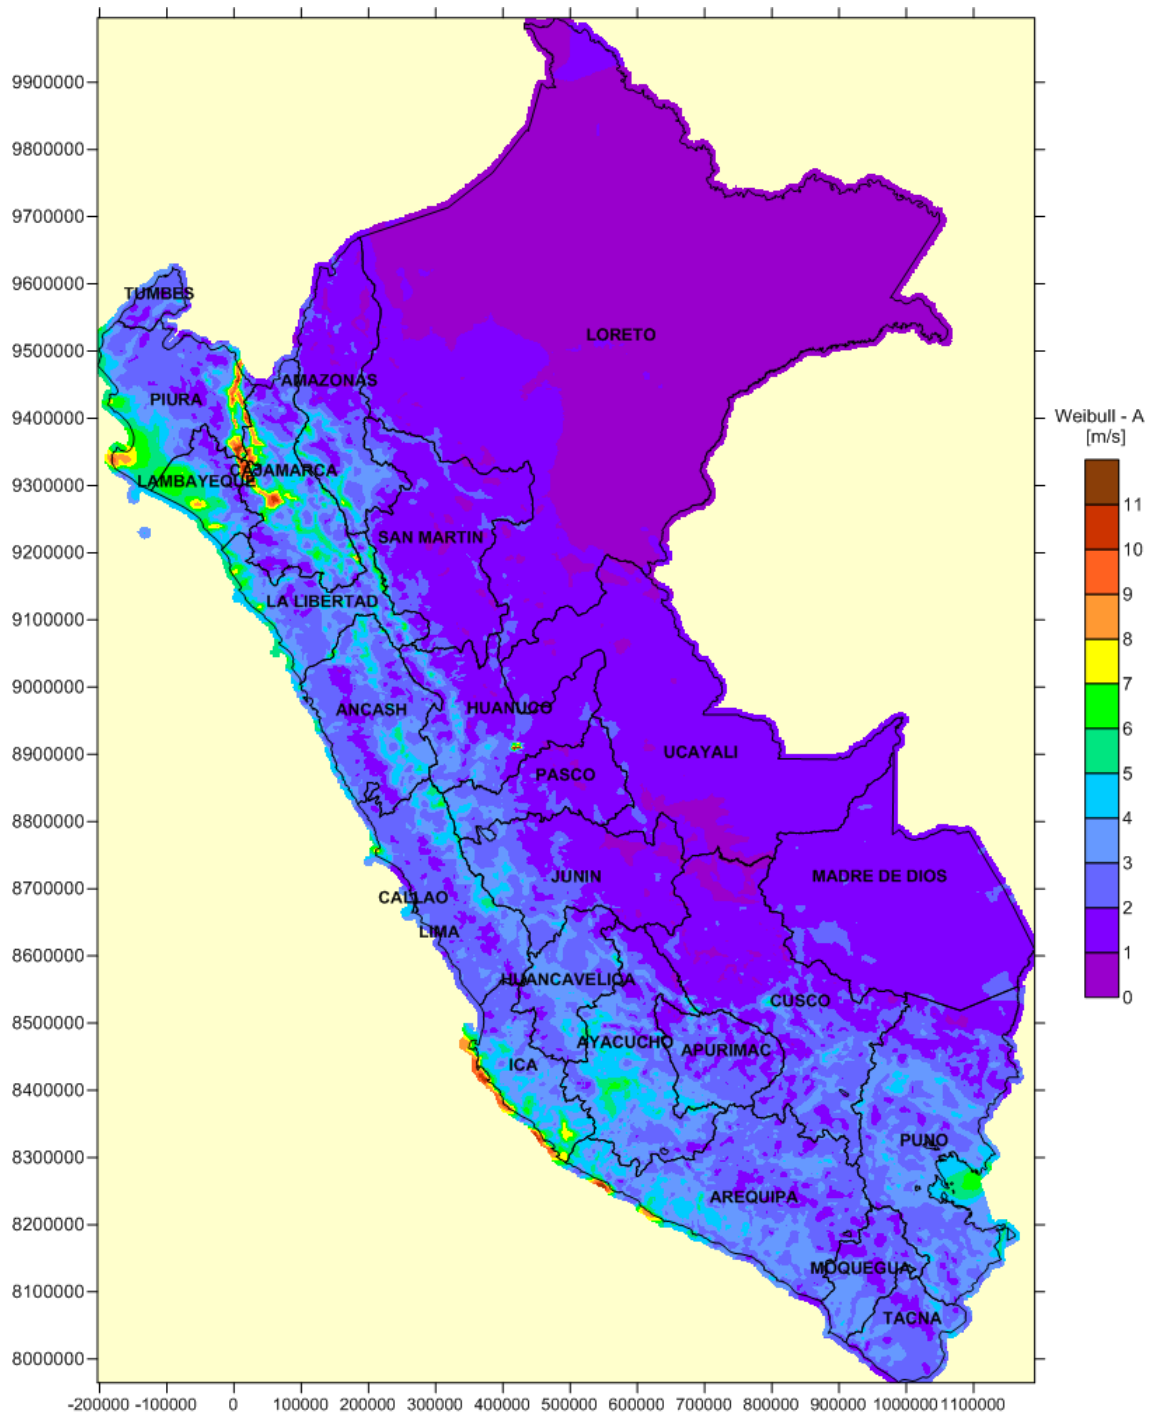 9900000
9800000
9700000
9600000
9500000
9400000
9300000
9200000
9100000
9000000
8900000
8800000
8700000
8600000
8500000
8400000
8300000
8200000
8100000
8000000
TUMBES
LORETO
AMAZONAS
PIURA
CAJAMARCA
LAMBAYEQUE
SAN MARTIN
LA LIBERTAD
ANCASH
HUANUCO
UCAYALI
PASCO
JUNIN
MADRE DE DIOS
CALLAO
LIMA
HUANCAVELICA
CUSCO
AYACUCHO
APURIMAC
ICA
PUNO
AREQUIPA
MOQUEGUA
TACNA
Weibull - A
[m/s]
11
10
9
8
7
6
5
4
3
2
1
0
-200000 -100000 0 100000 200000 300000 400000 500000 600000 700000 800000 900000 1000000 1100000